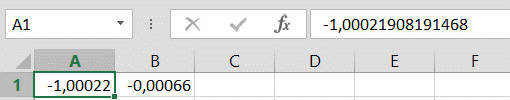 A1 fx -1,00021908191468
A B C D E F
1 -1,00022 -0,00066